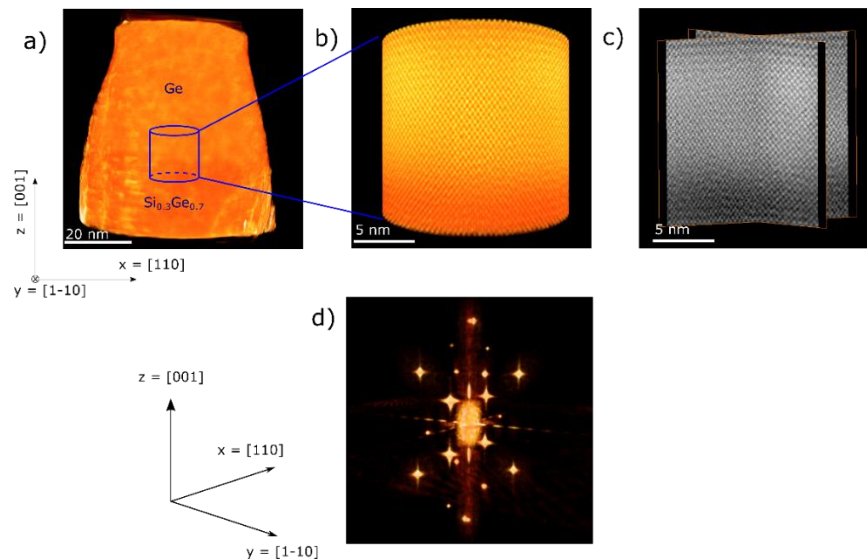 a)
b)
c)
Ge
Si0.3Ge0.7
20 nm
5 nm
5 nm
z = [001]
x = [110]
y = [1-10]
d)
z = [001]
x = [110]
y = [1-10]